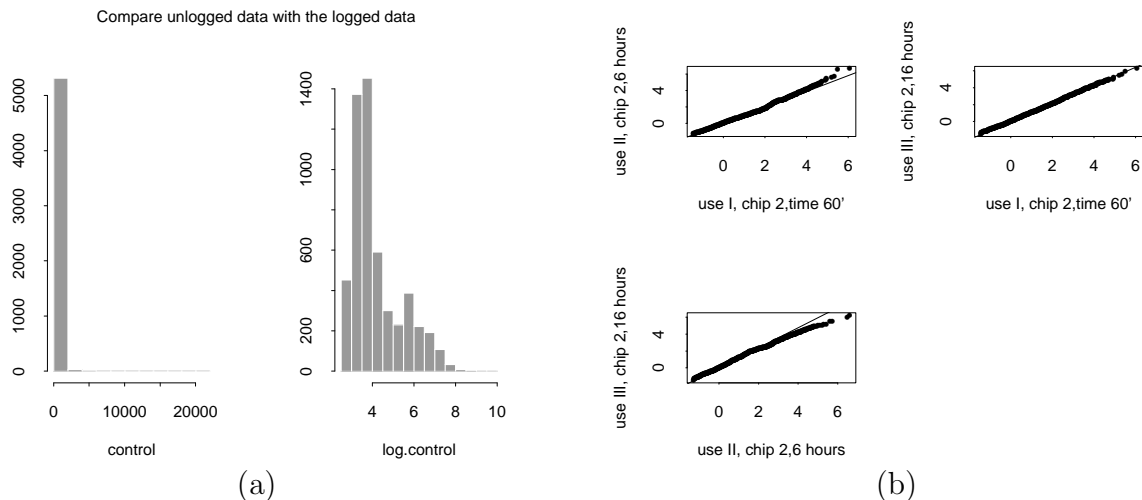 Compare unlogged data with the logged data
5000
4000
3000
2000
1000
0
0 10000 20000
control
1400
1000
600
200
0
4 6 8 10
log.control
(a)
use II, chip 2,6 hours
4
0
0 2 4 6
use I, chip 2,time 60'
use III, chip 2,16 hours
4
0
0 2 4 6
use I, chip 2,time 60'
use III, chip 2,16 hours
4
0
0 2 4 6
use II, chip 2,6 hours
(b)